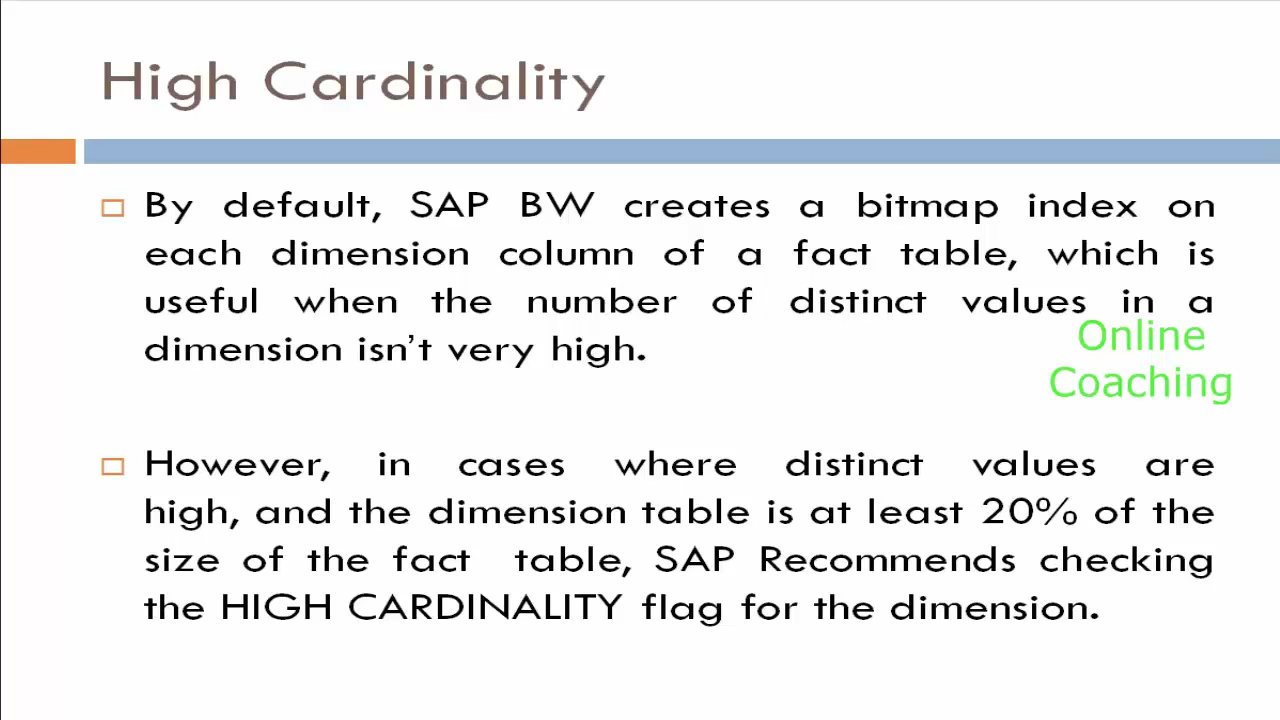 High Cardinality
By default, SAP BW creates a bitmap index on
each dimension column of a fact table, which is
useful when the number of distinct values in a
dimension isn’t very high.
Online
Coaching
However, in cases where distinct values are
high, and the dimension table is at least 20% of the
size of the fact table, SAP Recommends checking
the HIGH CARDINALITY flag for the dimension.